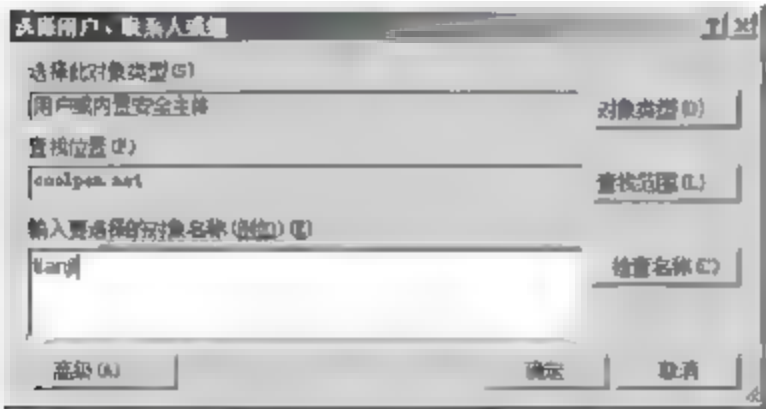 选择用户、联系人或组
选择此对象类型(S)
用户或内置安全主体
对象类型(O)
查找位置(F)
coolpen.net
查找范围(L)
输入要选择的对象名称(例如)(E)
检查名称(C)
高级(A)
确定
取消